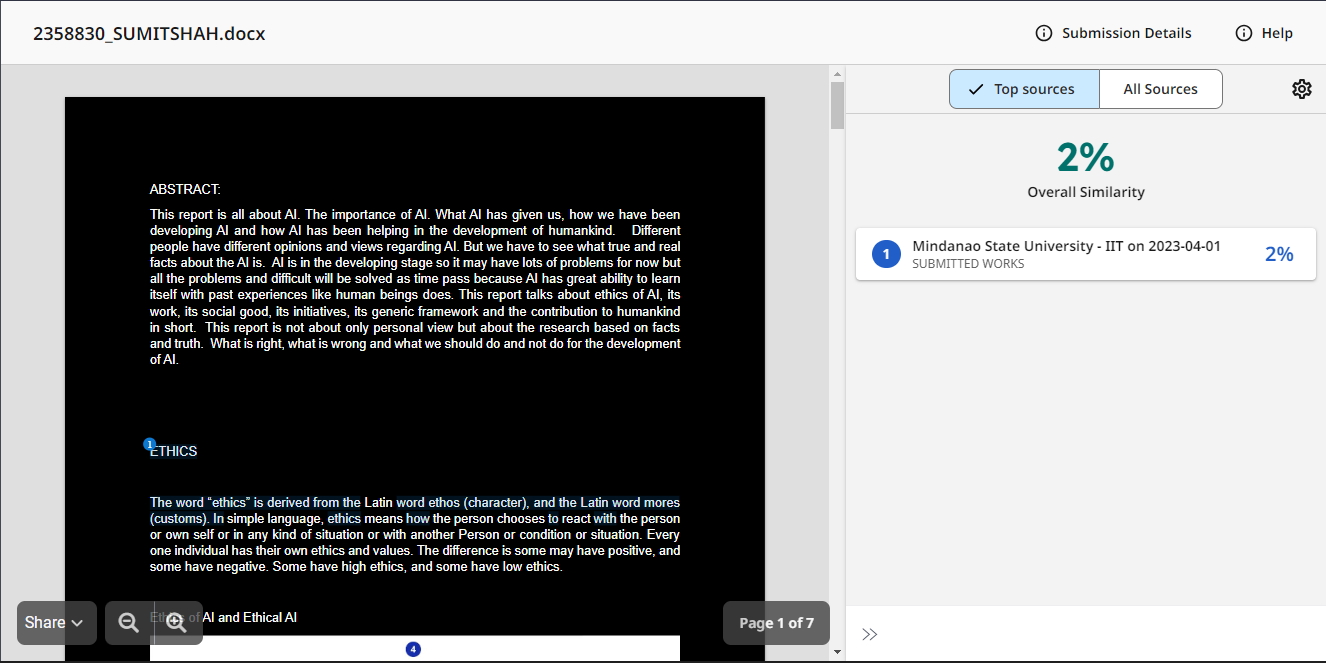 2358830_SUMITSHAH.docx
Submission Details
Help
Top sources
All Sources
2%
Overall Similarity
1
Mindanao State University - IIT on 2023-04-01
SUBMITTED WORKS
2%
ABSTRACT:
This report is all about AI. The importance of AI. What AI has given us, how we have been
developing AI and how AI has been helping in the development of humankind. Different
people have different opinions and views regarding AI. But we have to see what true and real
facts about the AI is. AI is in the developing stage so it may have lots of problems for now but
all the problems and difficult will be solved as time pass because AI has great ability to learn
itself with past experiences like human beings does. This report talks about ethics of AI, its
work, its social good, its initiatives, its generic framework and the contribution to humankind
in short. This report is not about only personal view but about the research based on facts
and truth. What is right, what is wrong and what we should do and not do for the development
of AI.
1
ETHICS
The word “ethics” is derived from the Latin word ethos (character), and the Latin word mores
(customs). In simple language, ethics means how the person chooses to react with the person
or own self or in any kind of situation or with another Person or condition or situation. Every
one individual has their own ethics and values. The difference is some may have positive, and
some have negative. Some have high ethics, and some have low ethics.
Ethics of AI and Ethical AI
4
Share
Page 1 of 7